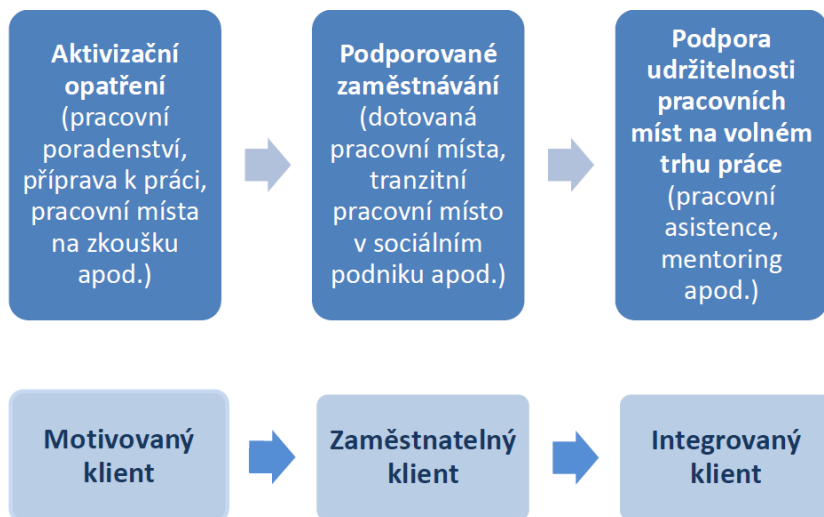 Aktivizační
opatření
(pracovní
poradenství,
příprava k práci,
pracovní místa
na zkoušku
apod.)
Podporované
zaměstnávání
(dotovaná
pracovní místa,
tranzitní
pracovní místo
v sociálním
podniku apod.)
Podpora
udržitelnosti
pracovních
míst na volném
trhu práce
(pracovní
asistence,
mentoring
apod.)
Motivovaný
klient
Zaměstnatelný
klient
Integrovaný
klient